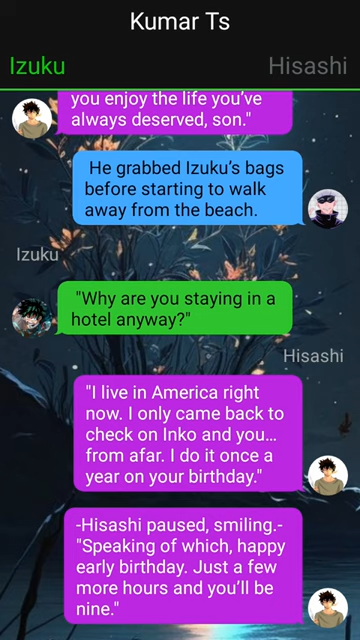 Kumar Ts
Izuku Hisashi
you enjoy the life you’ve
always deserved, son."
He grabbed Izuku’s bags
before starting to walk
away from the beach.
Izuku
"Why are you staying in a
hotel anyway?"
Hisashi
"I live in America right
now. I only came back to
check on Inko and you…
from afar. I do it once a
year on your birthday."
-Hisashi paused, smiling.-
"Speaking of which, happy
early birthday. Just a few
more hours and you’ll be
nine."